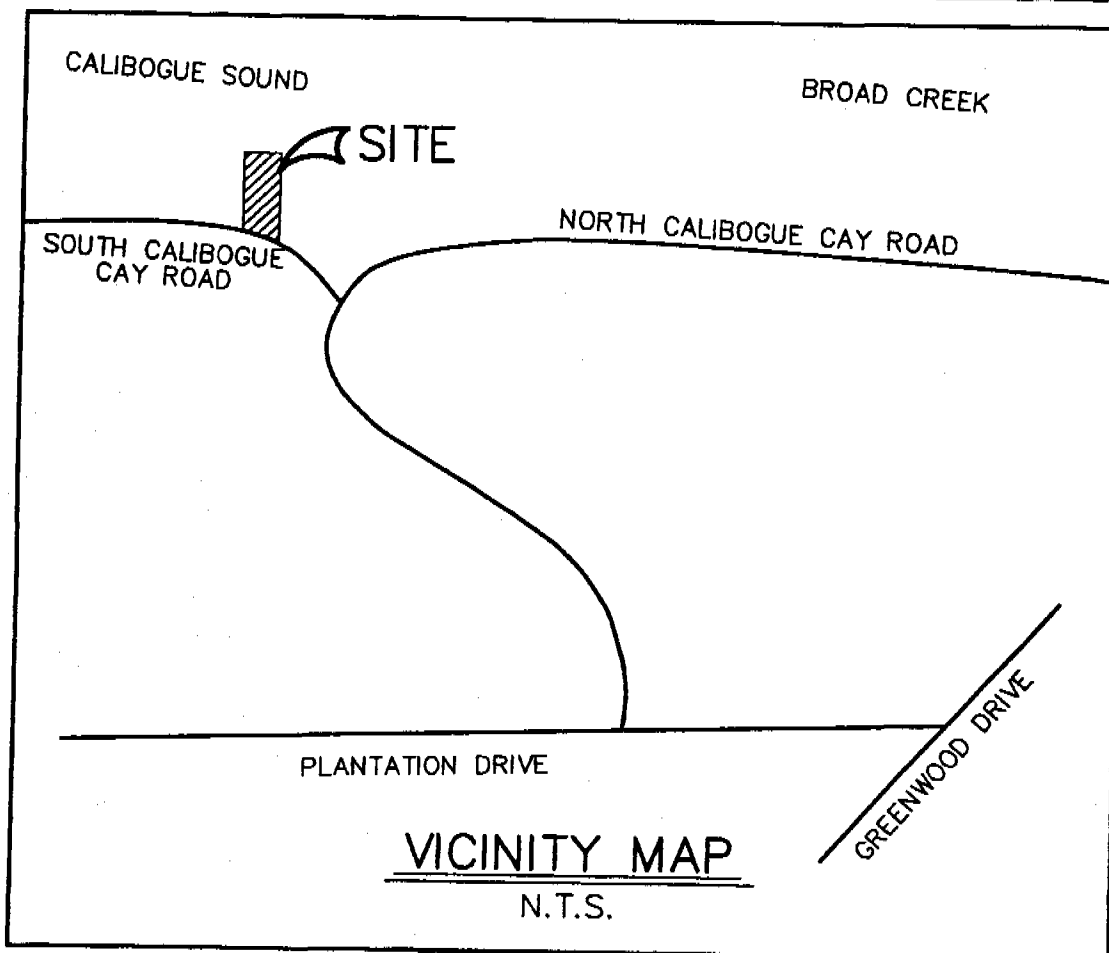 CALIBOGUE SOUND
BROAD CREEK
SITE
NORTH CALIBOGUE CAY ROAD
SOUTH CALIBOGUE
CAY ROAD
PLANTATION DRIVE
GREENWOOD DRIVE
VICINITY MAP
N.T.S.